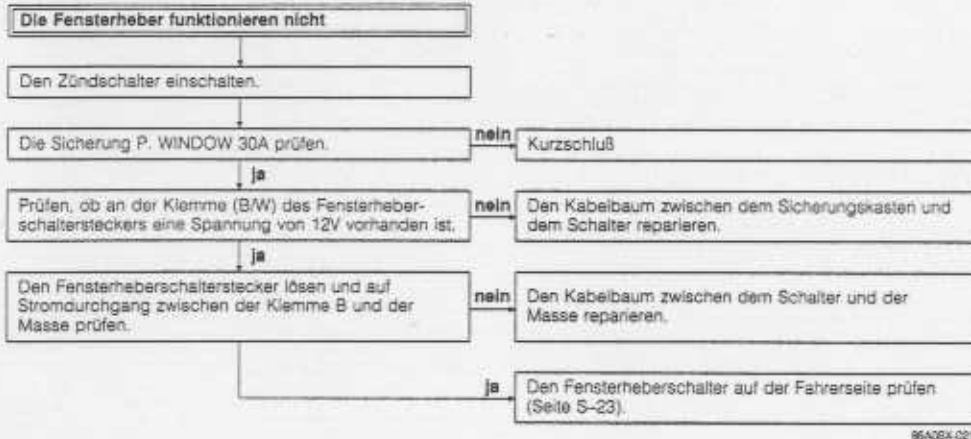 Die Fensterheber funktionieren nicht
Den Zündschalter einschalten.
Die Sicherung P. WINDOW 30A prüfen.
nein
Kurzschluß
ja
Prüfen, ob an der Klemme (B/W) des Fensterheber-
schaltersteckers eine Spannung von 12V vorhanden ist.
nein
Den Kabelbaum zwischen dem Sicherungskasten und
dem Schalter reparieren.
ja
Den Fensterheberschalterstecker lösen und auf
Stromdurchgang zwischen der Klemme B und der
Masse prüfen.
nein
Den Kabelbaum zwischen dem Schalter und der
Masse reparieren.
ja
Den Fensterheberschalter auf der Fahrerseite prüfen
(Seite S–23).